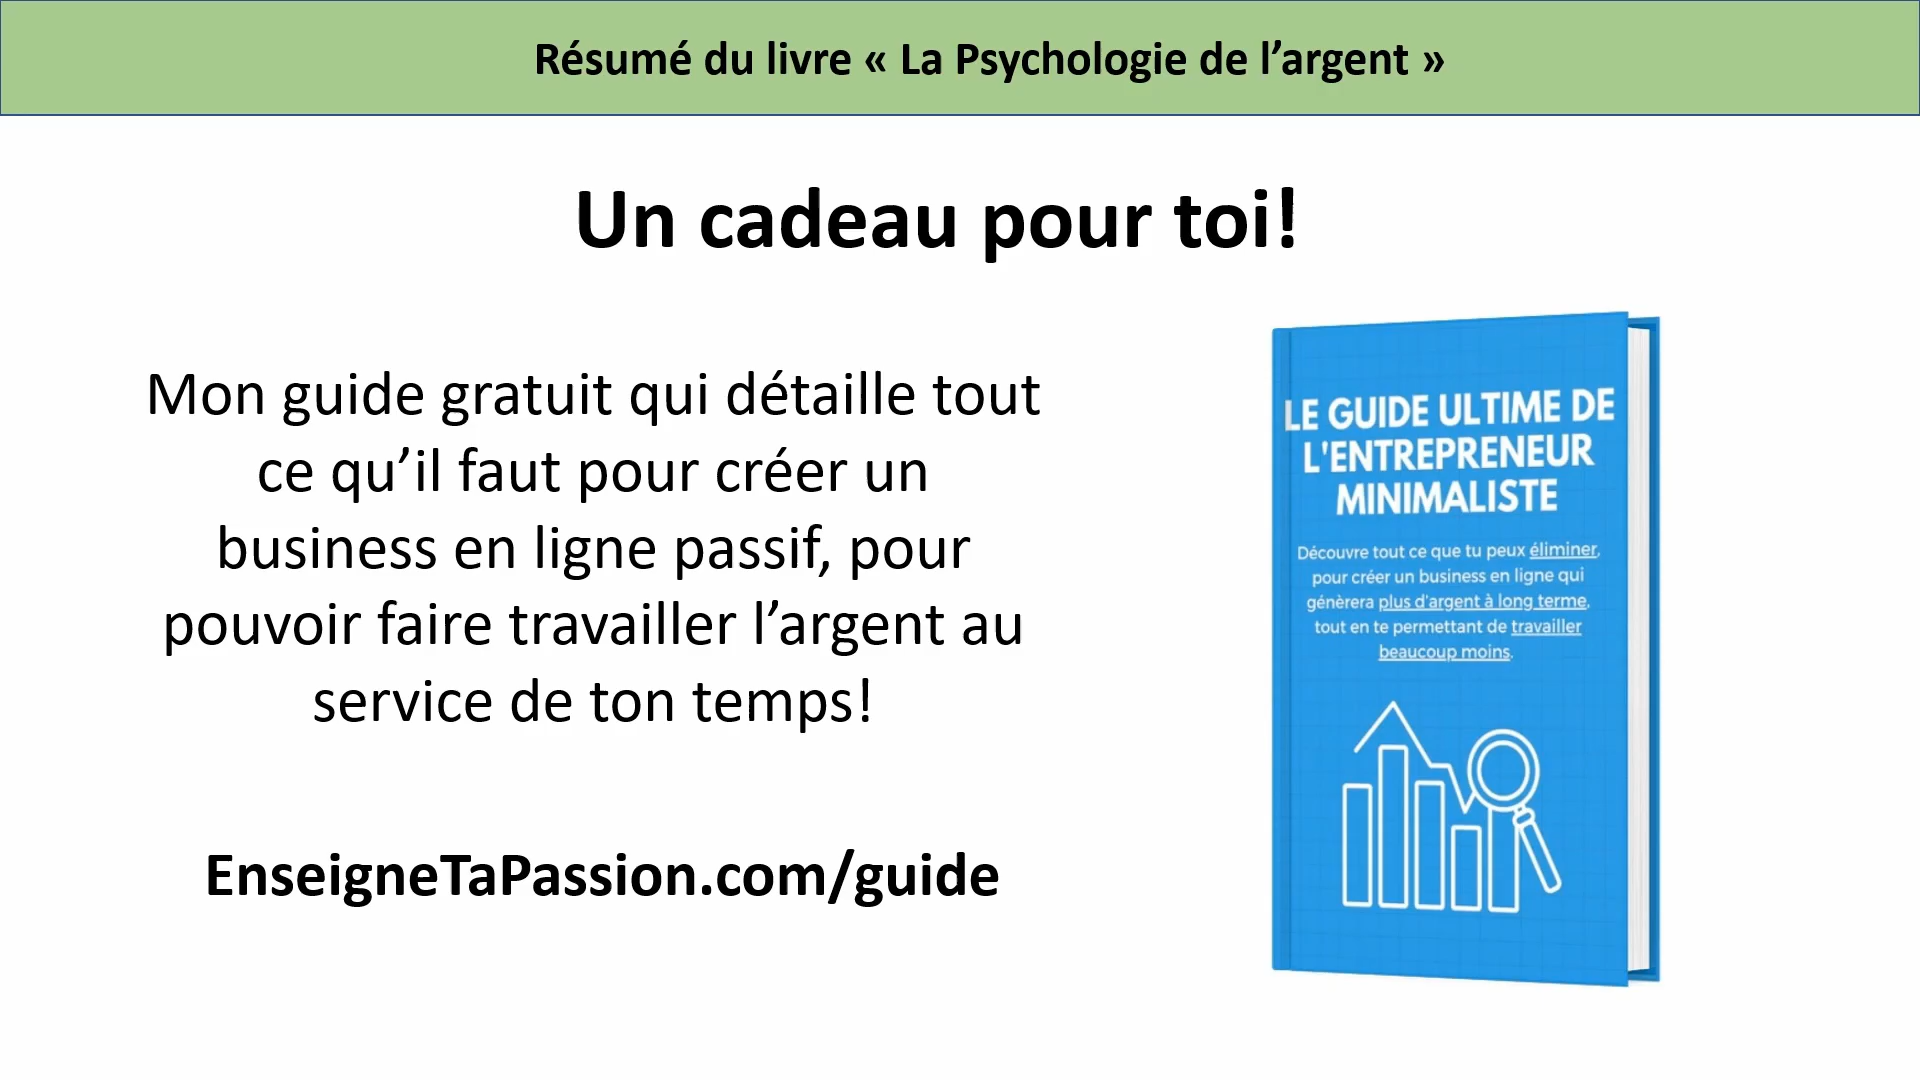 Résumé du livre « La Psychologie de l’argent »
Un cadeau pour toi!
Mon guide gratuit qui détaille tout
ce qu’il faut pour créer un
business en ligne passif, pour
pouvoir faire travailler l’argent au
service de ton temps!
EnseigneTaPassion.com/guide
LE GUIDE ULTIME DE
L'ENTREPRENEUR
MINIMALISTE
Découvre tout ce que tu peux éliminer,
pour créer un business en ligne qui
génèrera plus d'argent à long terme,
tout en te permettant de travailler
beaucoup moins.